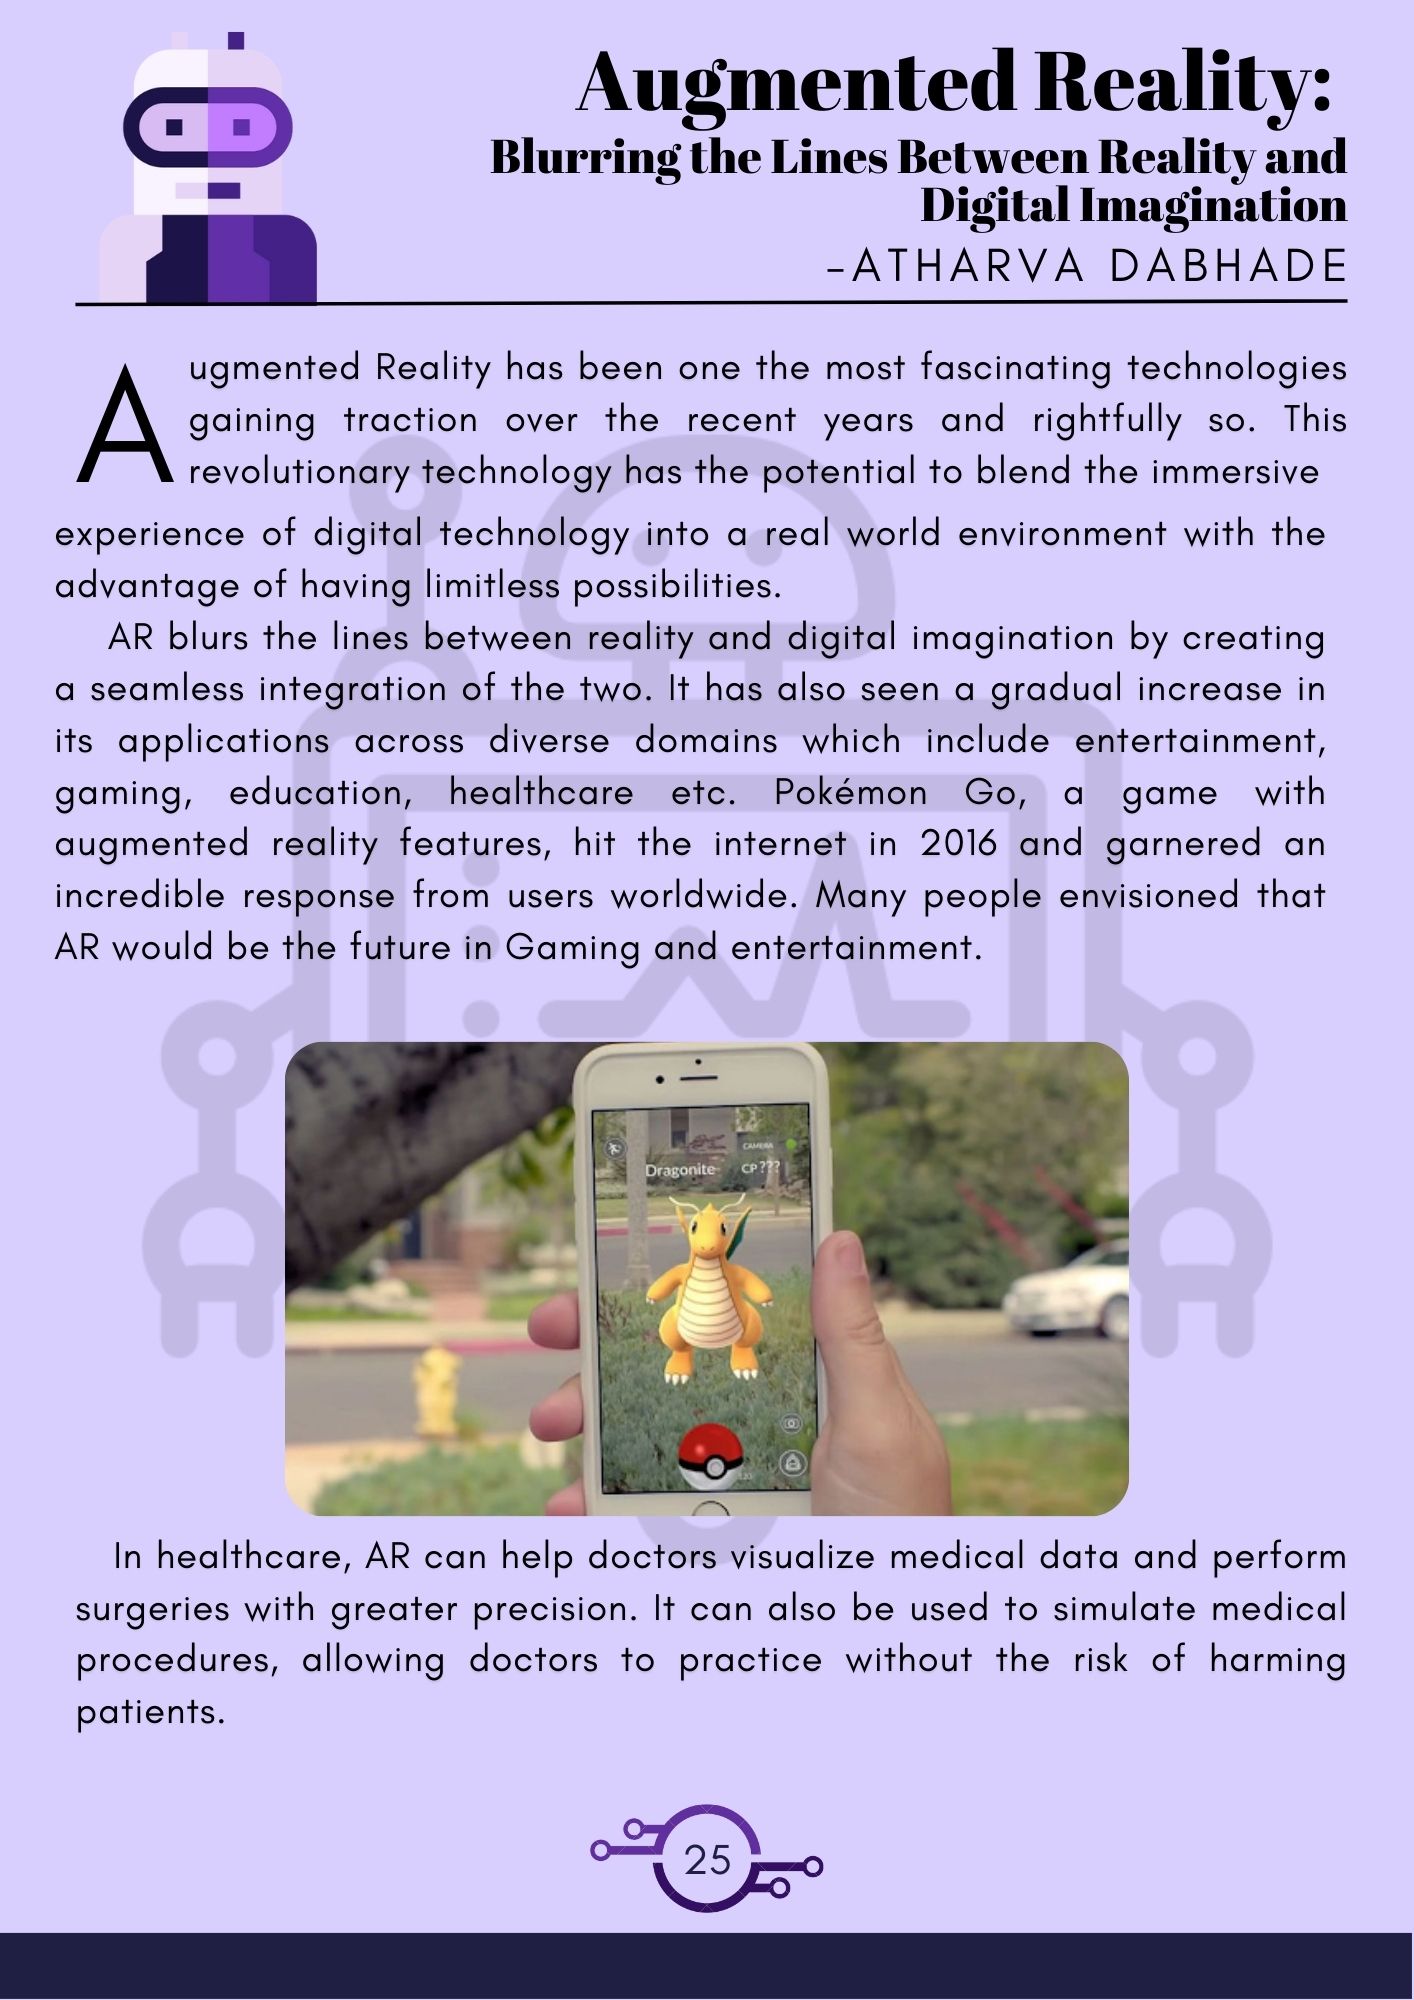 Augmented Reality:
Blurring the Lines Between Reality and
Digital Imagination
-ATHARVA DABHADE
Augmented Reality has been one the most fascinating technologies
gaining traction over the recent years and rightfully so. This
revolutionary technology has the potential to blend the immersive
experience of digital technology into a real world environment with the
advantage of having limitless possibilities.
AR blurs the lines between reality and digital imagination by creating
a seamless integration of the two. It has also seen a gradual increase in
its applications across diverse domains which include entertainment,
gaming, education, healthcare etc. Pokémon Go, a game with
augmented reality features, hit the internet in 2016 and garnered an
incredible response from users worldwide. Many people envisioned that
AR would be the future in Gaming and entertainment.
CAMERA
Dragonite CP ???
In healthcare, AR can help doctors visualize medical data and perform
surgeries with greater precision. It can also be used to simulate medical
procedures, allowing doctors to practice without the risk of harming
patients.
25